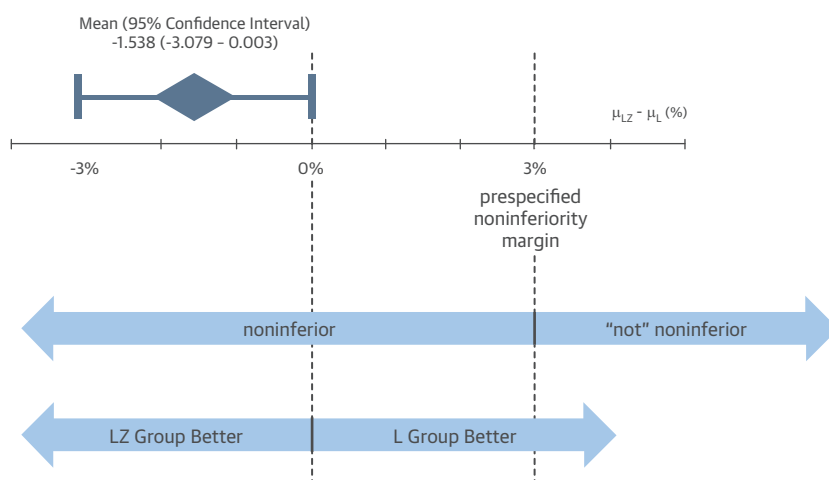 Mean (95% Confidence Interval)
-1.538 (-3.079 - 0.003)
μLZ - μL (%)
-3%
0%
3%
prespecified
noninferiority
margin
noninferior
“not” noninferior
LZ Group Better
L Group Better